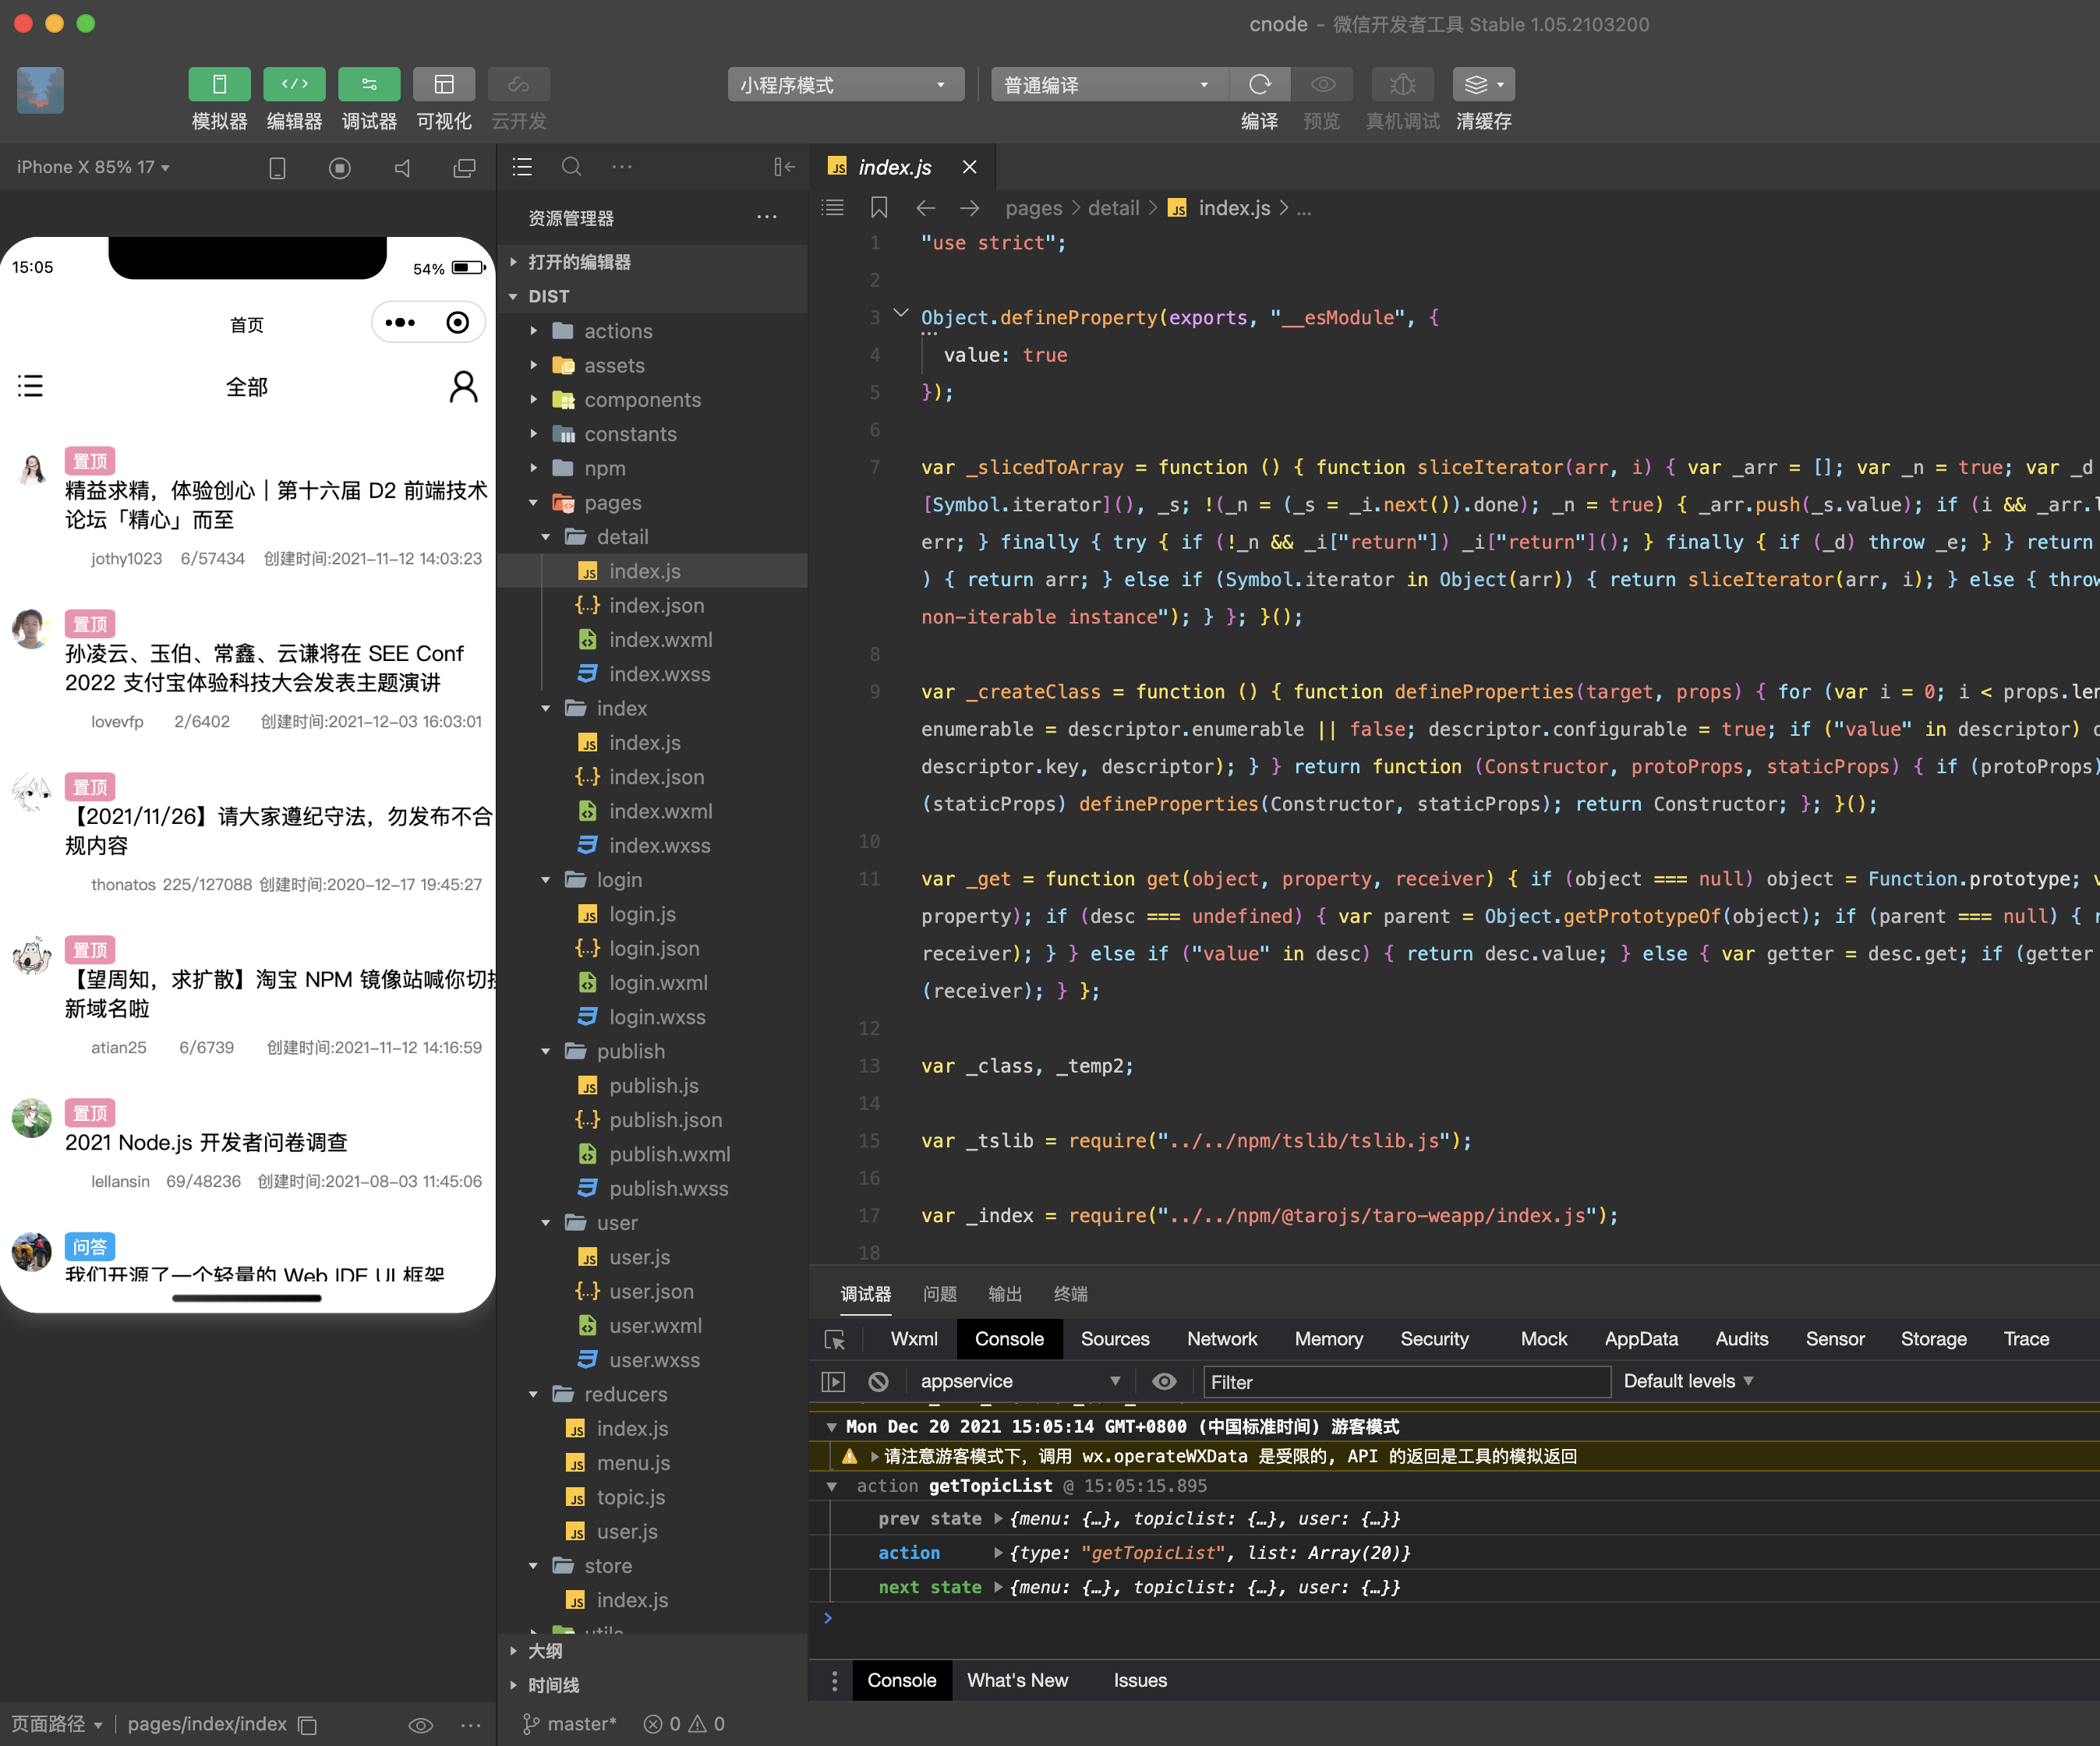 cnode - 微信开发者工具 Stable 1.05.2103200
模拟器 编辑器 调试器 可视化 云开发
小程序模式 普通编译
编译 预览 真机调试 清缓存
iPhone X 85% 17
15:05
54%
首页
全部
置顶
精益求精，体验创心｜第十六届 D2 前端技术
论坛「精心」而至
jothy1023 6/57434 创建时间:2021-11-12 14:03:23
置顶
孙凌云、玉伯、常鑫、云谦将在 SEE Conf
2022 支付宝体验科技大会发表主题演讲
lovevfp 2/6402 创建时间:2021-12-03 16:03:01
置顶
【2021/11/26】请大家遵纪守法，勿发布不合
规内容
thonatos 225/127088 创建时间:2020-12-17 19:45:27
置顶
【望周知，求扩散】淘宝 NPM 镜像站喊你切换
新域名啦
atian25 6/6739 创建时间:2021-11-12 14:16:59
置顶
2021 Node.js 开发者问卷调查
lellansin 69/48236 创建时间:2021-08-03 11:45:06
问答
我们开源了一个轻量的 Web IDE UI 框架
页面路径 pages/index/index
资源管理器
打开的编辑器
DIST
actions
assets
components
constants
npm
pages
detail
index.js
index.json
index.wxml
index.wxss
index
index.js
index.json
index.wxml
index.wxss
login
login.js
login.json
login.wxml
login.wxss
publish
publish.js
publish.json
publish.wxml
publish.wxss
user
user.js
user.json
user.wxml
user.wxss
reducers
index.js
menu.js
topic.js
user.js
store
index.js
utils
大纲
时间线
master* 0 0
JS index.js
pages > detail > JS index.js > ...
1 "use strict";
2
3 Object.defineProperty(exports, "__esModule", {
4 value: true
5 });
6
7 var _slicedToArray = function () { function sliceIterator(arr, i) { var _arr = []; var _n = true; var _d
[Symbol.iterator](), _s; !(_n = (_s = _i.next()).done); _n = true) { _arr.push(_s.value); if (i && _arr.l
err; } finally { try { if (!_n && _i["return"]) _i["return"](); } finally { if (_d) throw _e; } } return
) { return arr; } else if (Symbol.iterator in Object(arr)) { return sliceIterator(arr, i); } else { throw
non-iterable instance"); } }; }();
8
9 var _createClass = function () { function defineProperties(target, props) { for (var i = 0; i < props.len
enumerable = descriptor.enumerable || false; descriptor.configurable = true; if ("value" in descriptor) d
descriptor.key, descriptor); } } return function (Constructor, protoProps, staticProps) { if (protoProps)
(staticProps) defineProperties(Constructor, staticProps); return Constructor; }; }();
10
11 var _get = function get(object, property, receiver) { if (object === null) object = Function.prototype; v
property); if (desc === undefined) { var parent = Object.getPrototypeOf(object); if (parent === null) { r
receiver); } } else if ("value" in desc) { return desc.value; } else { var getter = desc.get; if (getter
(receiver); } };
12
13 var _class, _temp2;
14
15 var _tslib = require("../../npm/tslib/tslib.js");
16
17 var _index = require("../../npm/@tarojs/taro-weapp/index.js");
18
调试器 问题 输出 终端
Wxml Console Sources Network Memory Security Mock AppData Audits Sensor Storage Trace
appservice Filter Default levels
Mon Dec 20 2021 15:05:14 GMT+0800 (中国标准时间) 游客模式
请注意游客模式下，调用 wx.operateWXData 是受限的, API 的返回是工具的模拟返回
action getTopicList @ 15:05:15.895
prev state {menu: {…}, topiclist: {…}, user: {…}}
action {type: "getTopicList", list: Array(20)}
next state {menu: {…}, topiclist: {…}, user: {…}}
>
Console What's New Issues